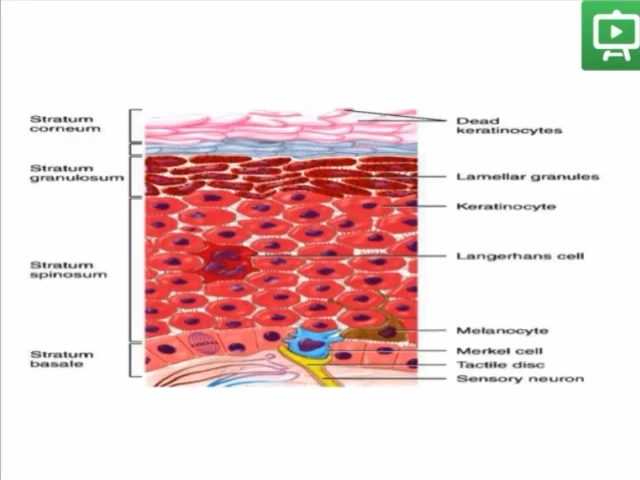 Stratum
corneum
Stratum
granulosum
Stratum
spinosum
Stratum
basale
Dead
keratinocytes
Lamellar granules
Keratinocyte
Langerhans cell
Melanocyte
Merkel cell
Tactile disc
Sensory neuron